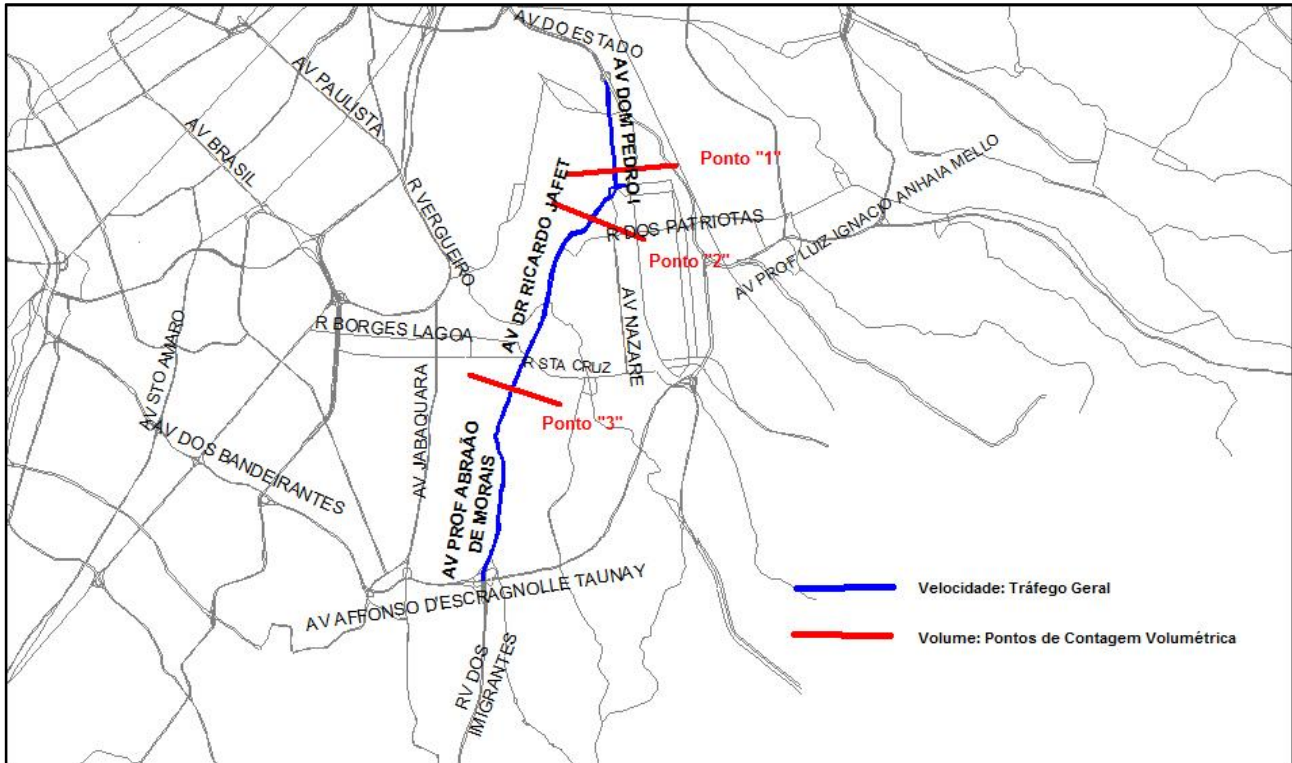 AV DO ESTADO
AV PAULISTA
AV DOM PEDRO I
AV BRASIL
Ponto "1"
R VERGUEIRO
AV DR RICARDO JAFET
R DOS PATRIOTAS
AV PROF LUIZ IGNACIO ANHAIA MELLO
Ponto "2"
AV NAZARE
R BORGES LAGOA
AV STO AMARO
R STA CRUZ
AV JABAQUARA
Ponto "3"
AV DOS BANDEIRANTES
AV PROF ABRAÃO
DE MORAIS
AV AFFONSO D'ESCRAGNOLLE TAUNAY
Velocidade: Tráfego Geral
Volume: Pontos de Contagem Volumétrica
RV DOS
IMIGRANTES